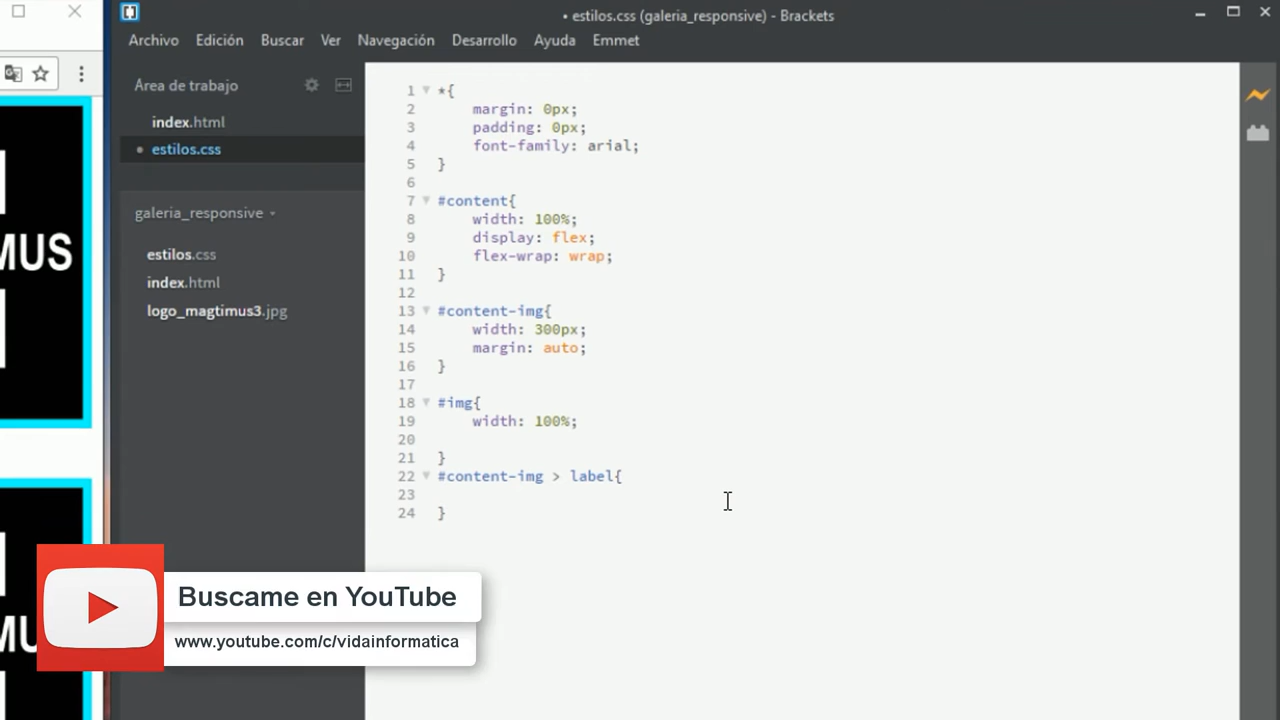 • estilos.css (galeria_responsive) - Brackets
Archivo Edición Buscar Ver Navegación Desarrollo Ayuda Emmet
Área de trabajo
index.html
• estilos.css
galeria_responsive
estilos.css
index.html
logo_magtimus3.jpg
1 *{
2 margin: 0px;
3 padding: 0px;
4 font-family: arial;
5 }
6
7 #content{
8 width: 100%;
9 display: flex;
10 flex-wrap: wrap;
11 }
12
13 #content-img{
14 width: 300px;
15 margin: auto;
16 }
17
18 #img{
19 width: 100%;
20
21 }
22 #content-img > label{
23
24 }
MUS
MUS
Buscame en YouTube
www.youtube.com/c/vidainformatica